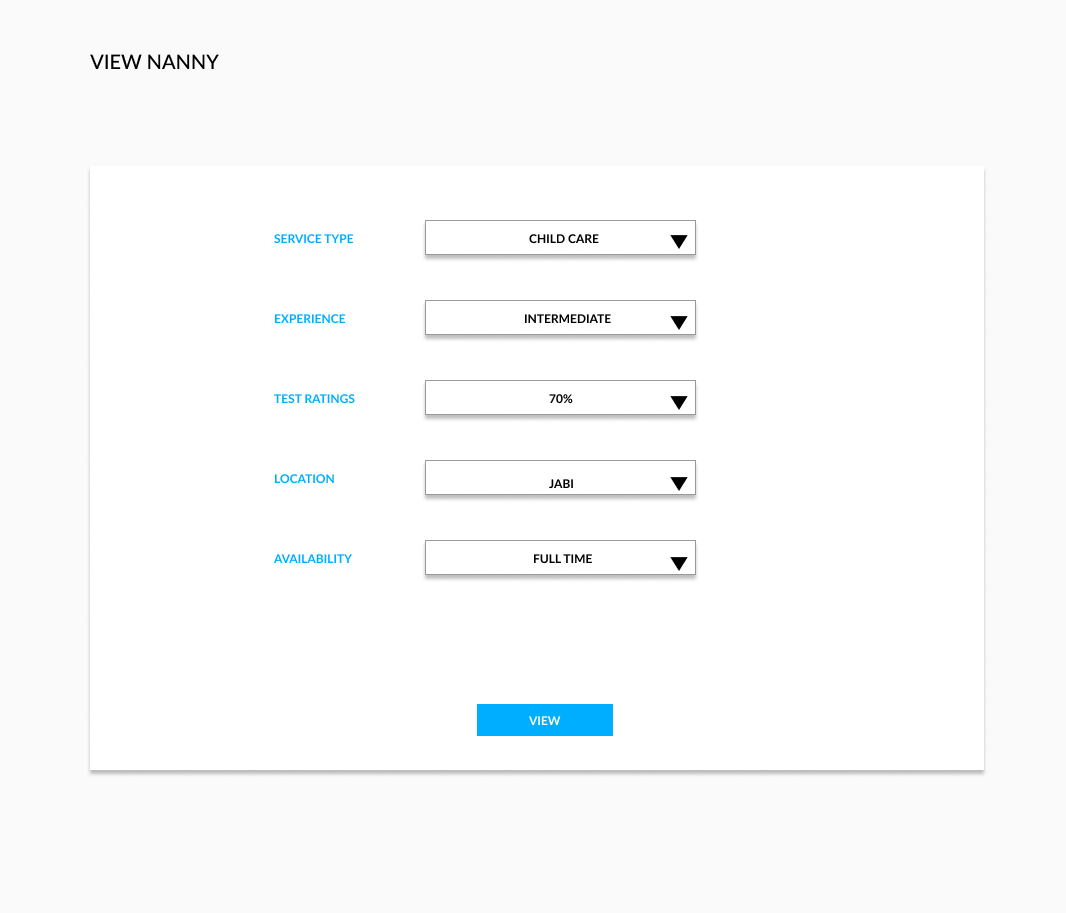 VIEW NANNY
SERVICE TYPE CHILD CARE
EXPERIENCE INTERMEDIATE
TEST RATINGS 70%
LOCATION JABI
AVAILABILITY FULL TIME
VIEW